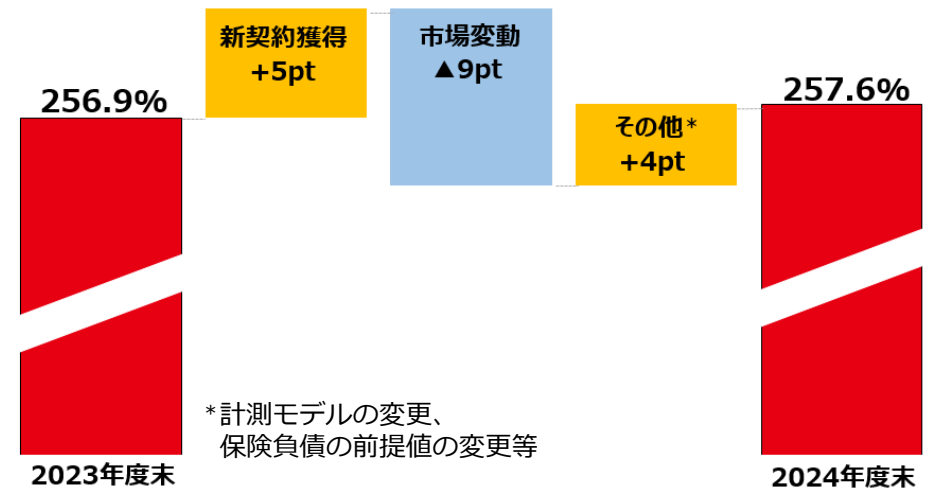 256.9%
新契約獲得
+5pt
市場変動
▲9pt
その他*
+4pt
257.6%
*計測モデルの変更、
保険負債の前提値の変更等
2023年度末
2024年度末